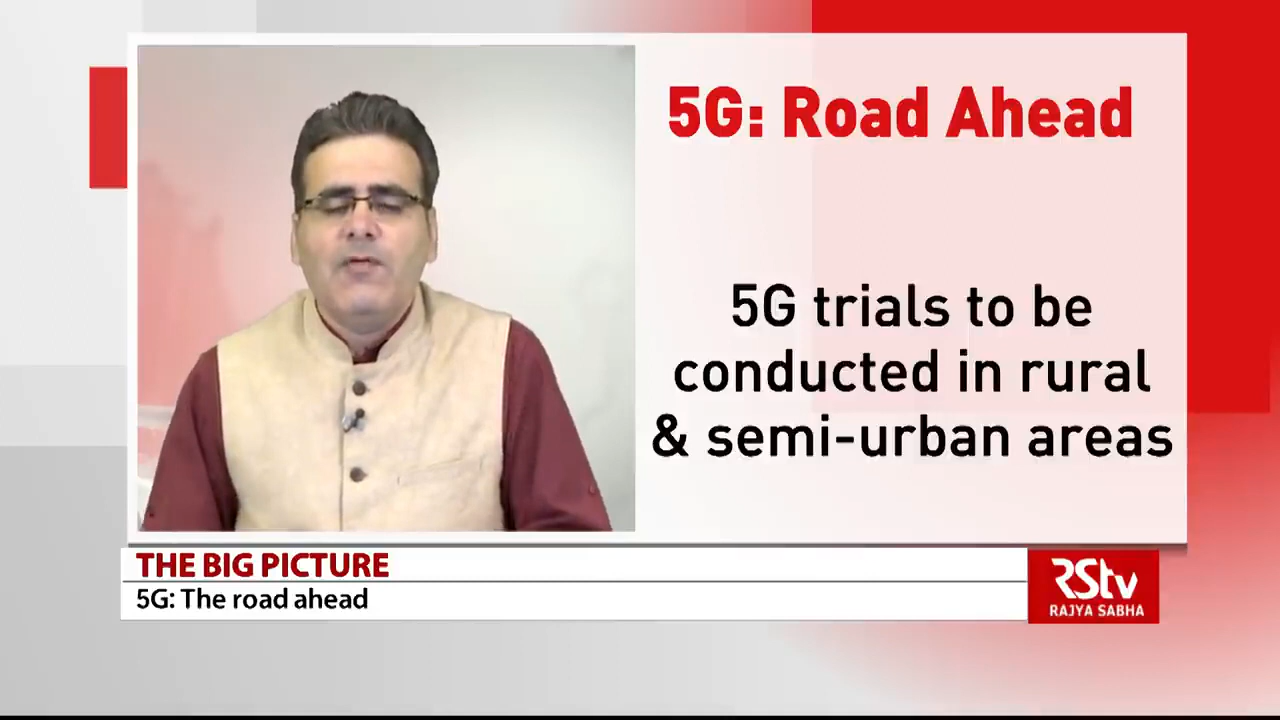 5G: Road Ahead
5G trials to be
conducted in rural
& semi-urban areas
THE BIG PICTURE
5G: The road ahead
RStv
RAJYA SABHA